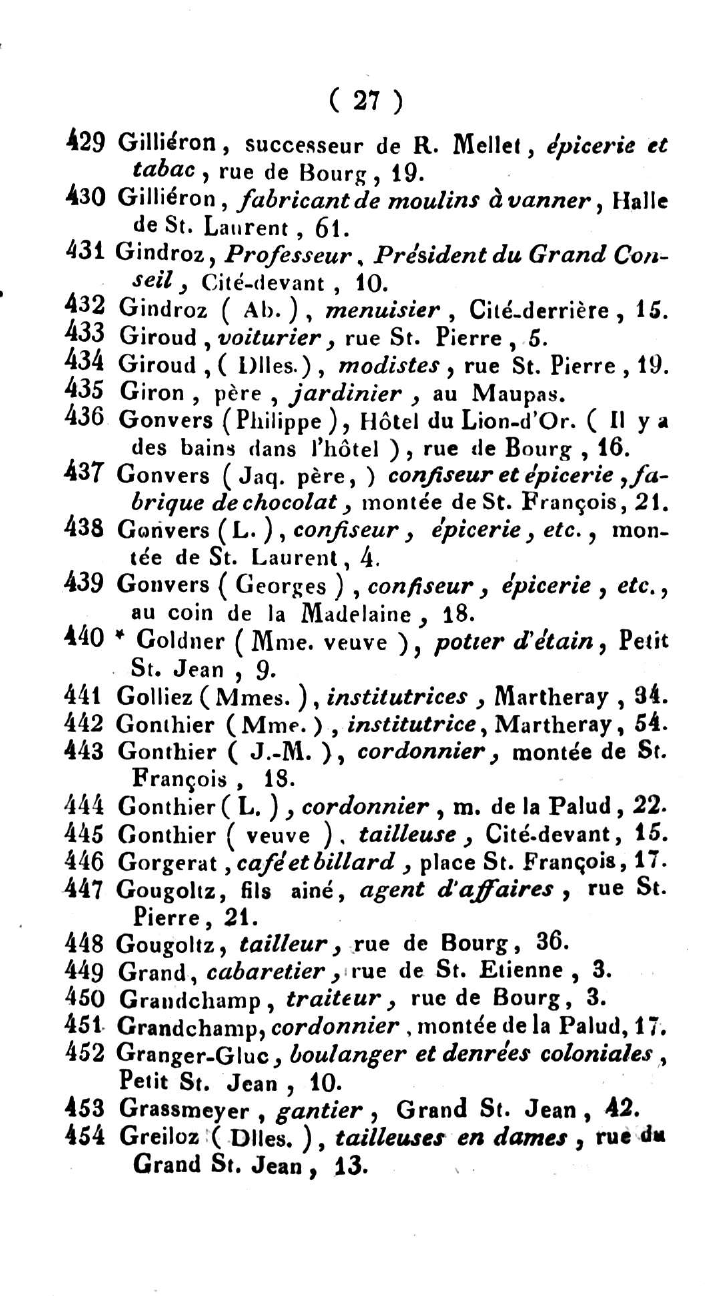 ( 27 )
429 Gilliéron, successeur de R. Mellet, épicerie et
tabac, rue de Bourg, 19.
430 Gilliéron, fabricant de moulins à vanner, Halle
de St. Laurent, 61.
431 Gindroz, Professeur, Président du Grand Con-
seil, Cité-devant, 10.
432 Gindroz ( Ab. ), menuisier, Cité-derrière, 15.
433 Giroud, voiturier, rue St. Pierre, 5.
434 Giroud, ( Dlles. ), modistes, rue St. Pierre, 19.
435 Giron, père, jardinier, au Maupas.
436 Gonvers (Philippe), Hôtel du Lion-d'Or. ( Il y a
des bains dans l'hôtel ), rue de Bourg, 16.
437 Gonvers ( Jaq. père, ) confiseur et épicerie, fa-
brique de chocolat, montée de St. François, 21.
438 Gonvers ( L. ), confiseur, épicerie, etc., mon-
tée de St. Laurent, 4.
439 Gonvers ( Georges ), confiseur, épicerie, etc.,
au coin de la Madelaine, 18.
440 * Goldner ( Mme. veuve ), potier d'étain, Petit
St. Jean, 9.
441 Golliez ( Mmes. ), institutrices, Martheray, 34.
442 Gonthier ( Mme. ), institutrice, Martheray, 54.
443 Gonthier ( J.-M. ), cordonnier, montée de St.
François, 18.
444 Gonthier ( L. ), cordonnier, m. de la Palud, 22.
445 Gonthier ( veuve ), tailleuse, Cité-devant, 15.
446 Gorgerat, café et billard, place St. François, 17.
447 Gougoltz, fils ainé, agent d'affaires, rue St.
Pierre, 21.
448 Gougoltz, tailleur, rue de Bourg, 36.
449 Grand, cabaretier, rue de St. Etienne, 3.
450 Grandchamp, traiteur, rue de Bourg, 3.
451 Grandchamp, cordonnier, montée de la Palud, 17.
452 Granger-Gluc, boulanger et denrées coloniales,
Petit St. Jean, 10.
453 Grassmeyer, gantier, Grand St. Jean, 42.
454 Greiloz ( Dlles. ), tailleuses en dames, rue du
Grand St. Jean, 13.